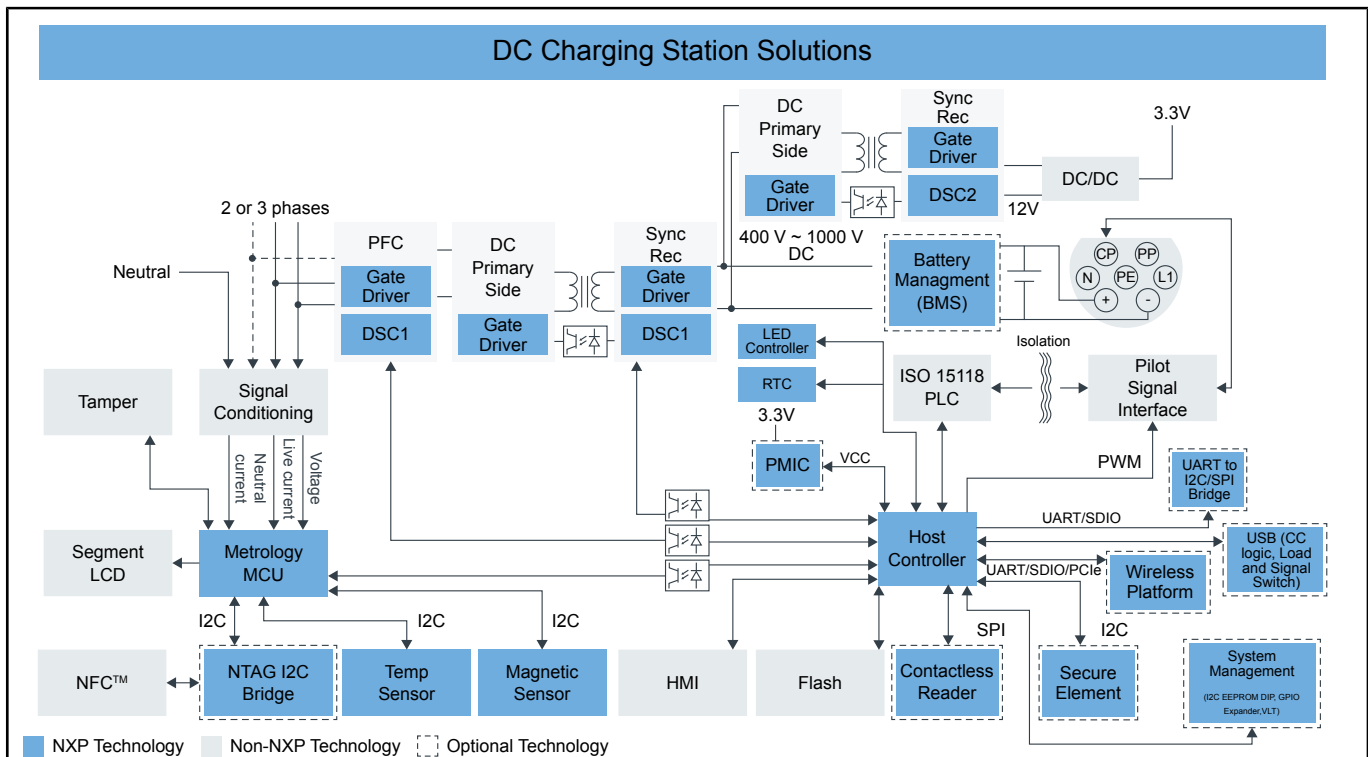 DC Charging Station Solutions
DC
Primary
Side
Gate
Driver
Sync
Rec
Gate
Driver
DSC2
3.3V
DC/DC
12V
2 or 3 phases
Neutral
PFC
Gate
Driver
DSC1
DC
Primary
Side
Gate
Driver
Sync
Rec
Gate
Driver
DSC1
400 V ~ 1000 V
DC
Battery
Managment
(BMS)
CP
PP
N
PE
L1
+
-
LED
Controller
RTC
3.3V
PMIC
VCC
ISO 15118
PLC
Isolation
Pilot
Signal
Interface
Tamper
Signal
Conditioning
Neutral
current
Live current
Voltage
PWM
UART to
I2C/SPI
Bridge
Segment
LCD
Metrology
MCU
Host
Controller
UART/SDIO
UART/SDIO/PCIe
USB (CC
logic, Load
and Signal
Switch)
Wireless
Platform
I2C
I2C
I2C
SPI
I2C
NFC™
NTAG I2C
Bridge
Temp
Sensor
Magnetic
Sensor
HMI
Flash
Contactless
Reader
Secure
Element
System
Management
(I2C EEPROM DIP, GPIO
Expander,VLT)
NXP Technology
Non-NXP Technology
Optional Technology